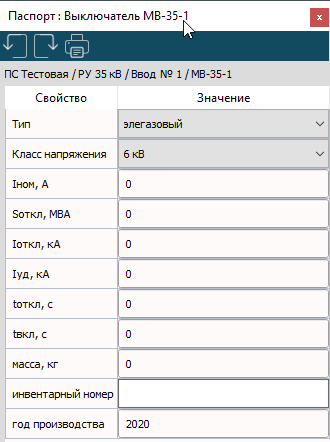 Паспорт : Выключатель МВ-35-1
x
ПС Тестовая / РУ 35 кВ / Ввод № 1 / МВ-35-1
Свойство Значение
Тип элегазовый
Класс напряжения 6 кВ
Iном, А 0
Sоткл, МВА 0
Iоткл, кА 0
Iуд, кА 0
tоткл, с 0
tвкл, с 0
масса, кг 0
инвентарный номер
год производства 2020